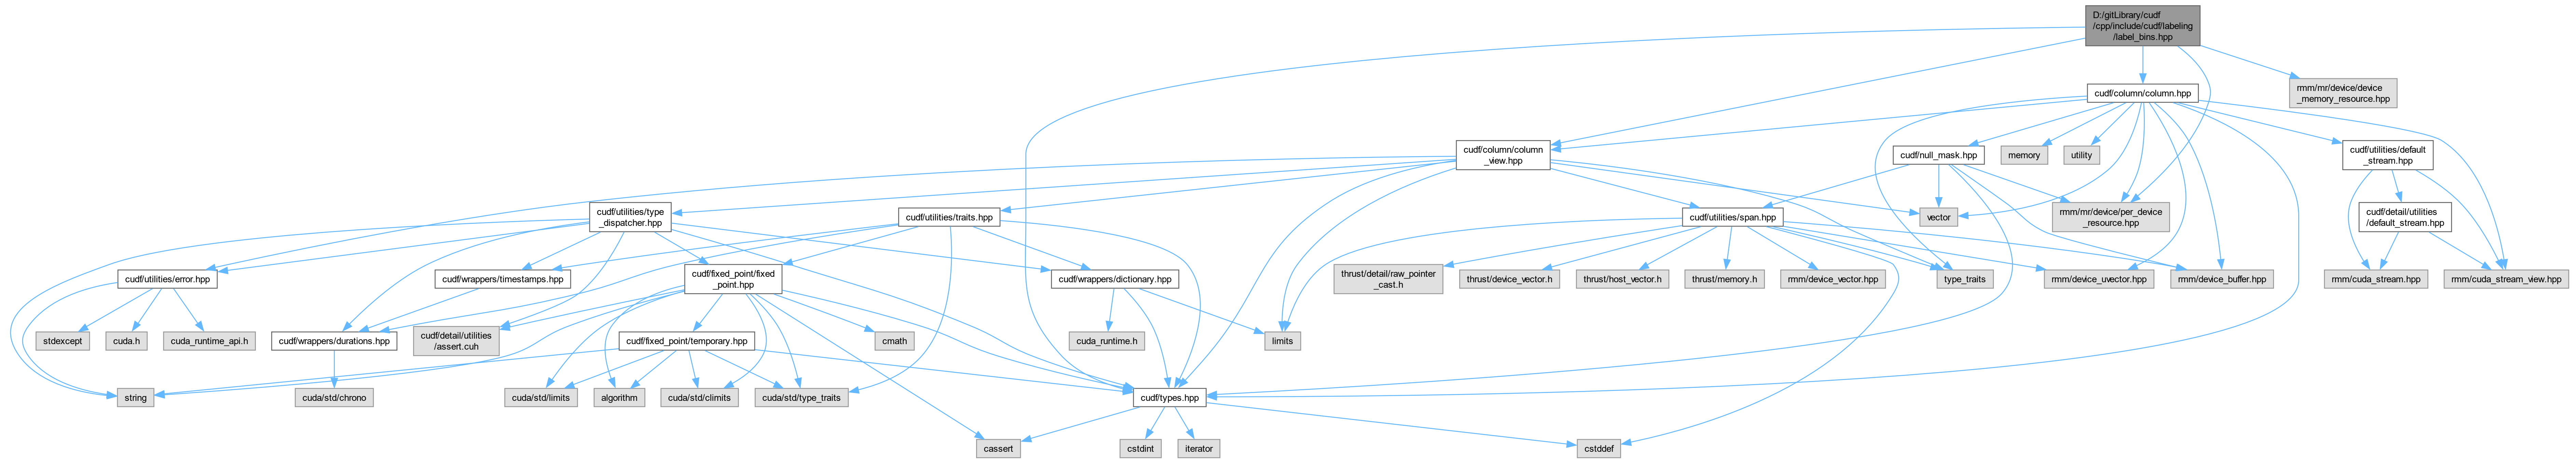 D:/gitLibrary/cudf
/cpp/include/cudf/labeling
/label_bins.hpp
cudf/column/column.hpp
rmm/mr/device/device
_memory_resource.hpp
cudf/column/column
_view.hpp
cudf/null_mask.hpp
memory
utility
cudf/utilities/default
_stream.hpp
cudf/utilities/type
_dispatcher.hpp
cudf/utilities/traits.hpp
cudf/utilities/span.hpp
vector
rmm/mr/device/per_device
_resource.hpp
cudf/detail/utilities
/default_stream.hpp
cudf/utilities/error.hpp
cudf/wrappers/timestamps.hpp
cudf/fixed_point/fixed
_point.hpp
cudf/wrappers/dictionary.hpp
thrust/detail/raw_pointer
_cast.h
thrust/device_vector.h
thrust/host_vector.h
thrust/memory.h
rmm/device_vector.hpp
type_traits
rmm/device_uvector.hpp
rmm/device_buffer.hpp
rmm/cuda_stream.hpp
rmm/cuda_stream_view.hpp
stdexcept
cuda.h
cuda_runtime_api.h
cudf/wrappers/durations.hpp
cudf/detail/utilities
/assert.cuh
cudf/fixed_point/temporary.hpp
cmath
cuda_runtime.h
limits
string
cuda/std/chrono
cuda/std/limits
algorithm
cuda/std/climits
cuda/std/type_traits
cudf/types.hpp
cassert
cstdint
iterator
cstddef